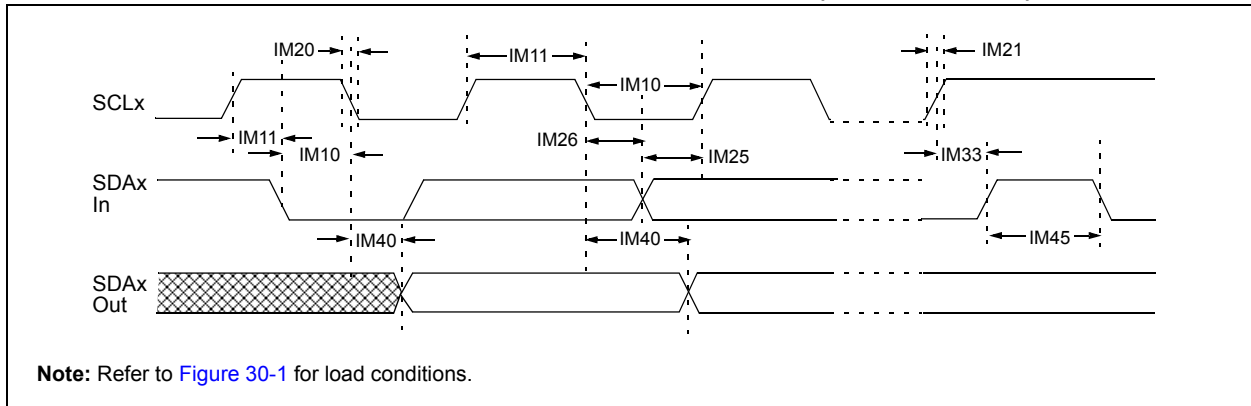 IM20
IM11
IM21
IM10
SCLx
IM11
IM26
IM10
IM25
IM33
SDAx
In
IM40
IM40
IM45
SDAx
Out
Note: Refer to Figure 30-1 for load conditions.